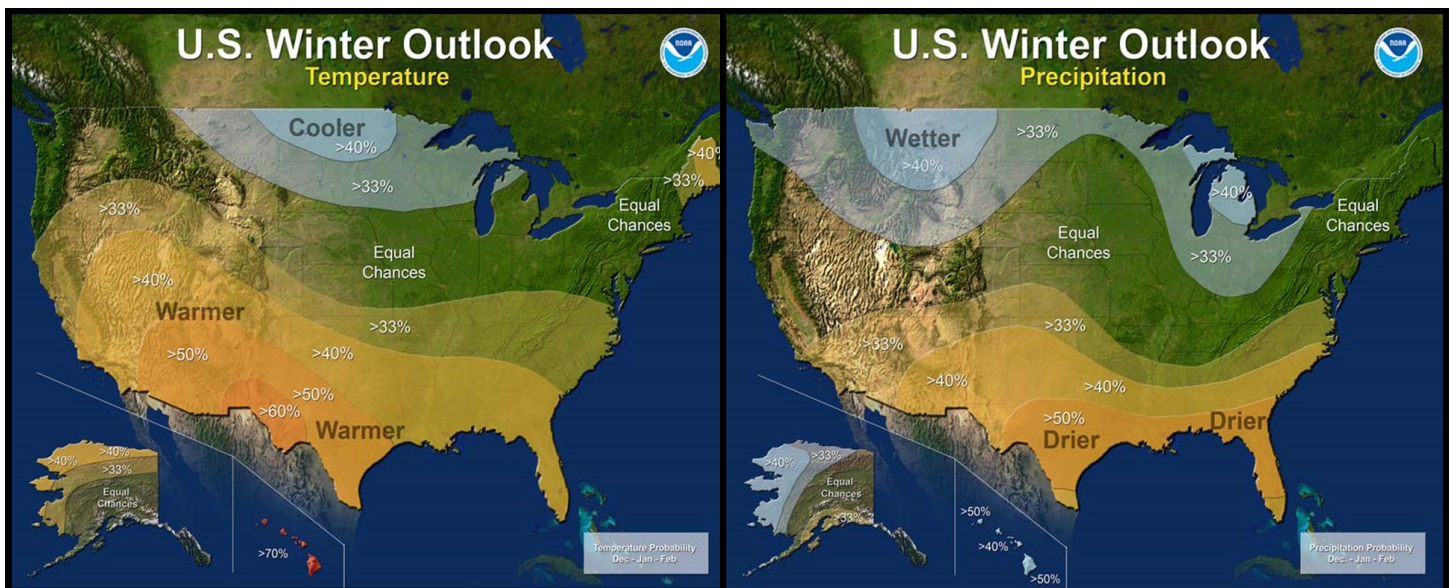 U.S. Winter Outlook
Temperature
NOAA
Cooler
>40%
>33%
>40%
>33%
>33%
Equal
Chances
Equal
Chances
>40%
Warmer
>33%
>50%
>40%
>50%
>60%
Warmer
>40%
>40%
>33%
Equal
Chances
>70%
Temperature Probability
Dec - Jan - Feb
U.S. Winter Outlook
Precipitation
NOAA
Wetter
>33%
>40%
>40%
Equal
Chances
Equal
Chances
>33%
>33%
>33%
>40%
>40%
>50%
Drier
Drier
>40%
>33%
Equal
Chances
>33%
>50%
>40%
>50%
Precipitation Probability
Dec - Jan - Feb